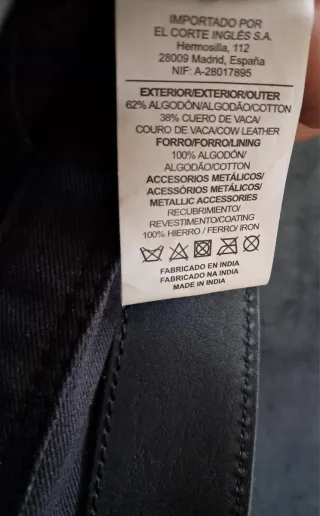 IMPORTADO POR
EL CORTE INGLÉS S.A.
Hermosilla, 112
28009 Madrid, España
NIF: A-28017895
EXTERIOR/EXTERIOR/OUTER
62% ALGODÓN/ALGODÃO/COTTON
38% CUERO DE VACA/
COURO DE VACA/COW LEATHER
FORRO/FORRO/LINING
100% ALGODÓN/
ALGODÃO/COTTON
ACCESORIOS METÁLICOS/
ACESSÓRIOS METÁLICOS/
METALLIC ACCESSORIES
RECUBRIMIENTO/
REVESTIMENTO/COATING
100% HIERRO / FERRO/ IRON
FABRICADO EN INDIA
FABRICADO NA INDIA
MADE IN INDIA